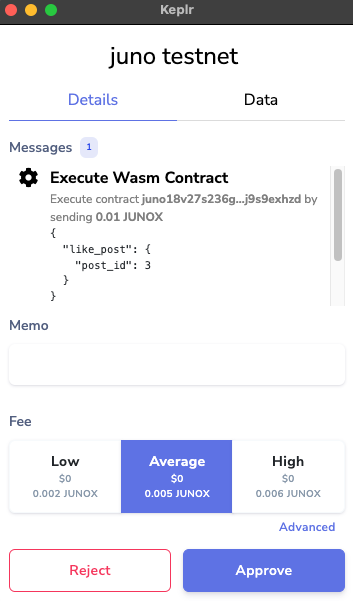 Keplr
juno testnet
Details Data
Messages 1
Execute Wasm Contract
Execute contract juno18v27s236g...j9s9exhzd by
sending 0.01 JUNOX
{
  "like_post": {
    "post_id": 3
  }
}
Memo
Fee
Low Average High
$0 $0 $0
0.002 JUNOX 0.005 JUNOX 0.006 JUNOX
Advanced
Reject Approve